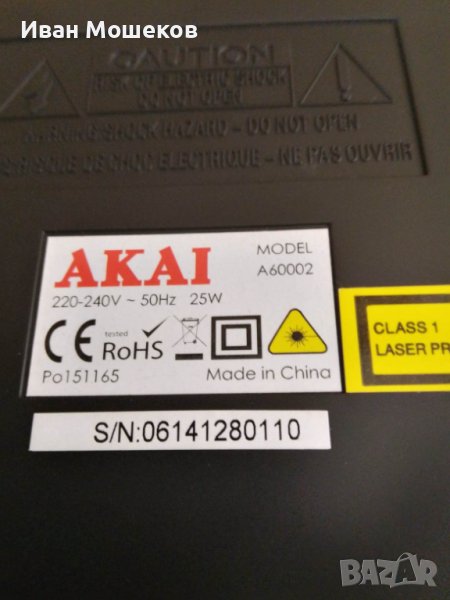 Иван Мошеков
CAUTION
RISK OF ELECTRIC SHOCK
DO NOT OPEN
WARNING SHOCK HAZARD - DO NOT OPEN
DE CHOC ELECTRIQUE - NE PAS OUVRIR
AKAI
MODEL
A60002
220-240V ~ 50Hz 25W
CE tested RoHS
Po151165
Made in China
CLASS 1
LASER PR
S/N:06141280110
BAZAR